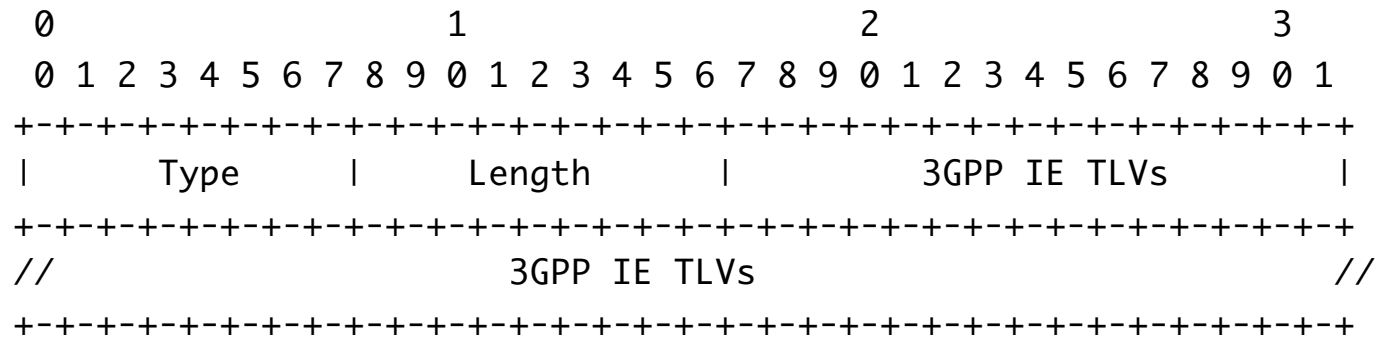 0                   1                   2                   3
0 1 2 3 4 5 6 7 8 9 0 1 2 3 4 5 6 7 8 9 0 1 2 3 4 5 6 7 8 9 0 1
+-+-+-+-+-+-+-+-+-+-+-+-+-+-+-+-+-+-+-+-+-+-+-+-+-+-+-+-+-+-+-+-+
|      Type     |     Length      |         3GPP IE TLVs        |
+-+-+-+-+-+-+-+-+-+-+-+-+-+-+-+-+-+-+-+-+-+-+-+-+-+-+-+-+-+-+-+-+
//                      3GPP IE TLVs                            //
+-+-+-+-+-+-+-+-+-+-+-+-+-+-+-+-+-+-+-+-+-+-+-+-+-+-+-+-+-+-+-+-+